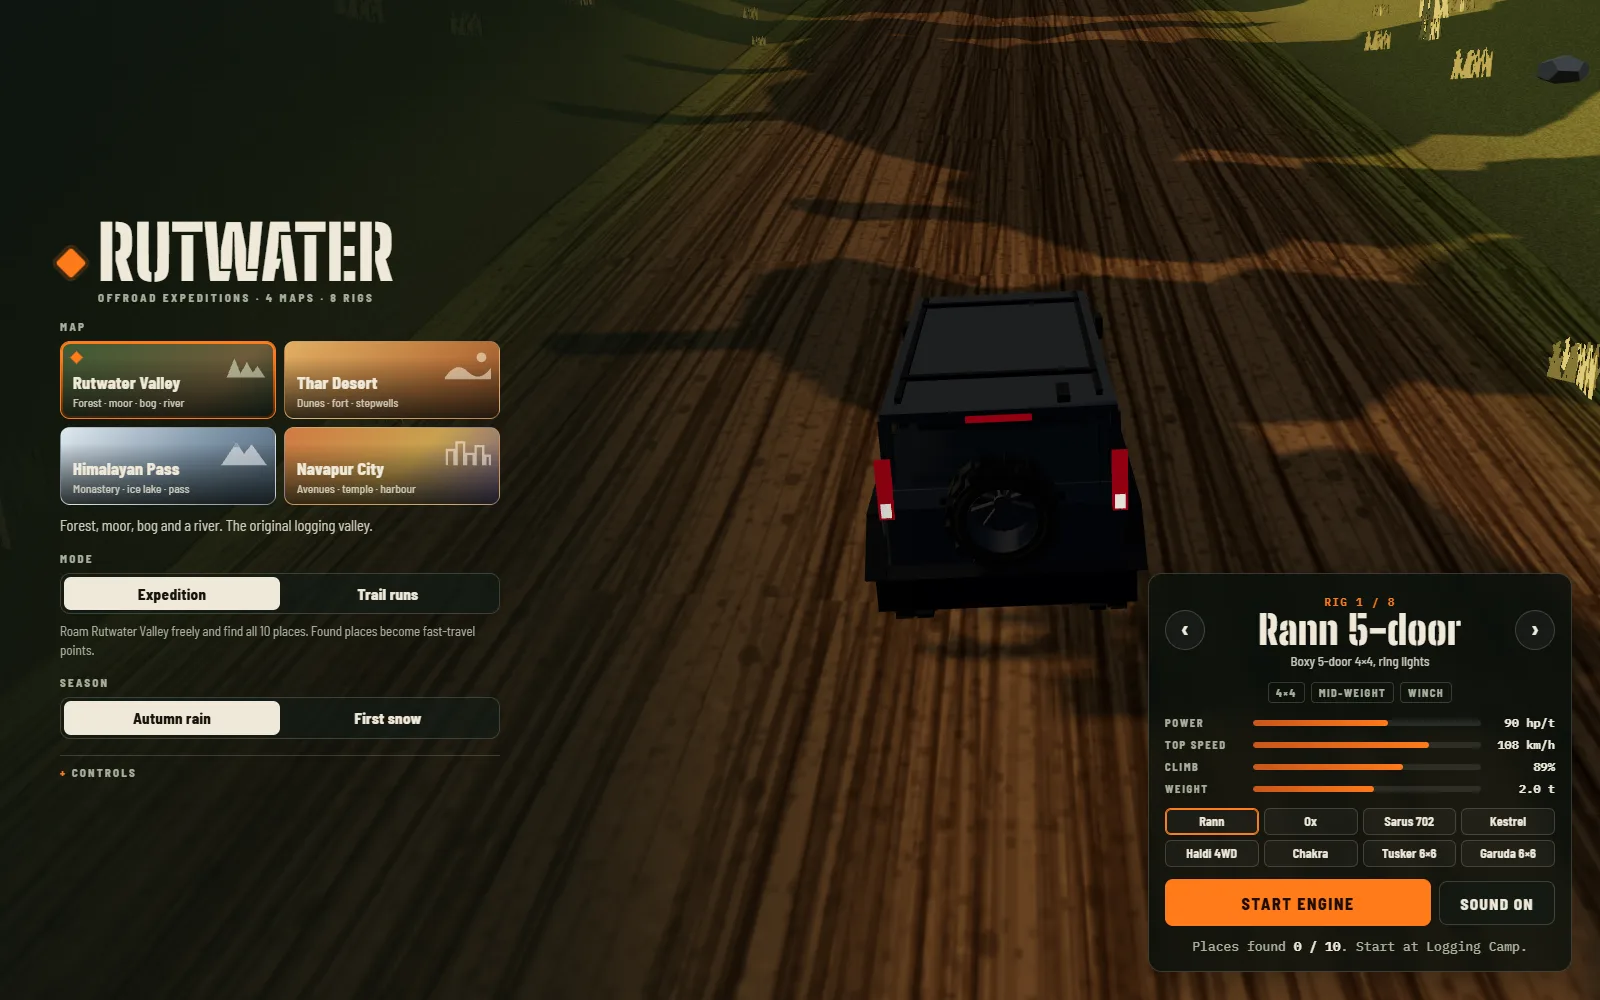 RUTWATER
OFFROAD EXPEDITIONS · 4 MAPS · 8 RIGS
MAP
Rutwater Valley
Forest · moor · bog · river
Thar Desert
Dunes · fort · stepwells
Himalayan Pass
Monastery · ice lake · pass
Navapur City
Avenues · temple · harbour
Forest, moor, bog and a river. The original logging valley.
MODE
Expedition
Trail runs
Roam Rutwater Valley freely and find all 10 places. Found places become fast-travel
points.
SEASON
Autumn rain
First snow
+ CONTROLS
RIG 1 / 8
‹
Rann 5-door
›
Boxy 5-door 4×4, ring lights
4×4
MID-WEIGHT
WINCH
POWER 90 hp/t
TOP SPEED 108 km/h
CLIMB 89%
WEIGHT 2.0 t
Rann
Ox
Sarus 702
Kestrel
Haldi 4WD
Chakra
Tusker 6×6
Garuda 6×6
START ENGINE
SOUND ON
Places found 0 / 10. Start at Logging Camp.